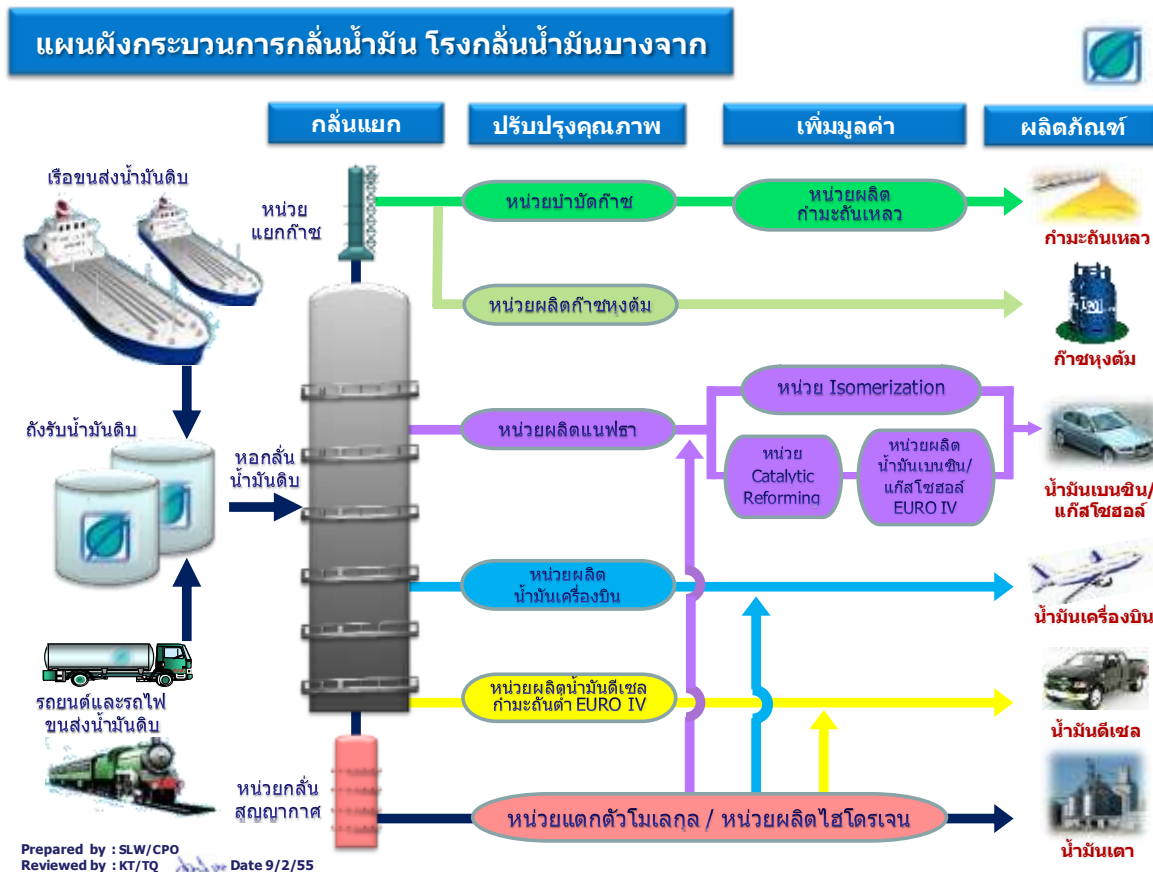 แผนผังกระบวนการกลั่นน้ำมัน โรงกลั่นน้ำมันบางจาก
กลั่นแยก
ปรับปรุงคุณภาพ
เพิ่มมูลค่า
ผลิตภัณฑ์
เรือขนส่งน้ำมันดิบ
หน่วย
แยกก๊าซ
หน่วยบำบัดก๊าซ
หน่วยผลิต
กำมะถันเหลว
กำมะถันเหลว
หน่วยผลิตก๊าซหุงต้ม
ก๊าซหุงต้ม
ถังรับน้ำมันดิบ
หอกลั่น
น้ำมันดิบ
หน่วยผลิตแนฟธา
หน่วย Isomerization
หน่วย
Catalytic
Reforming
หน่วยผลิต
น้ำมันเบนซิน/
แก๊สโซฮอล์
EURO IV
น้ำมันเบนซิน/
แก๊สโซฮอล์
หน่วยผลิต
น้ำมันเครื่องบิน
น้ำมันเครื่องบิน
รถยนต์และรถไฟ
ขนส่งน้ำมันดิบ
หน่วยผลิตน้ำมันดีเซล
กำมะถันต่ำ EURO IV
น้ำมันดีเซล
หน่วยกลั่น
สูญญากาศ
หน่วยแตกตัวโมเลกุล / หน่วยผลิตไฮโดรเจน
น้ำมันเตา
Prepared by : SLW/CPO
Reviewed by : KT/TQ Date 9/2/55